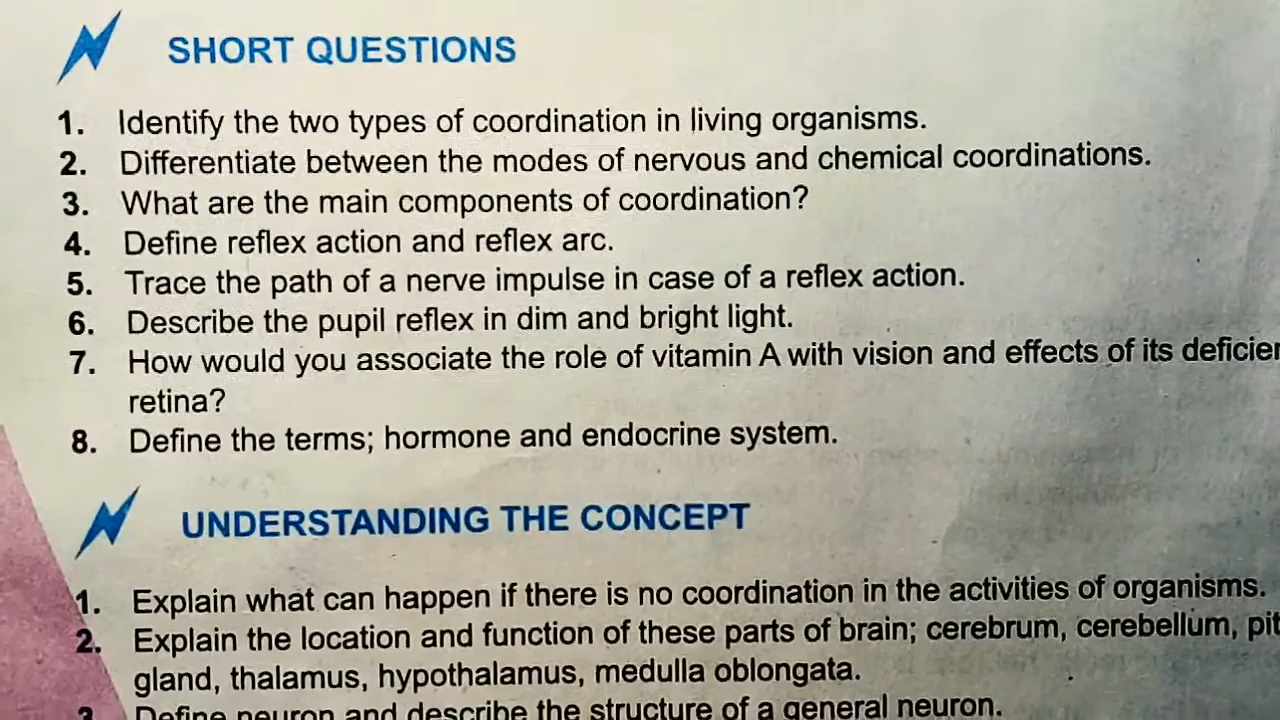 SHORT QUESTIONS
1. Identify the two types of coordination in living organisms.
2. Differentiate between the modes of nervous and chemical coordinations.
3. What are the main components of coordination?
4. Define reflex action and reflex arc.
5. Trace the path of a nerve impulse in case of a reflex action.
6. Describe the pupil reflex in dim and bright light.
7. How would you associate the role of vitamin A with vision and effects of its
retina?
8. Define the terms; hormone and endocrine system.
UNDERSTANDING THE CONCEPT
1. Explain what can happen if there is no coordination in the activities of organisms.
2. Explain the location and function of these parts of brain; cerebrum, cerebellum,
gland, thalamus, hypothalamus, medulla oblongata.
3. Define neuron and describe the structure of a general neuron.